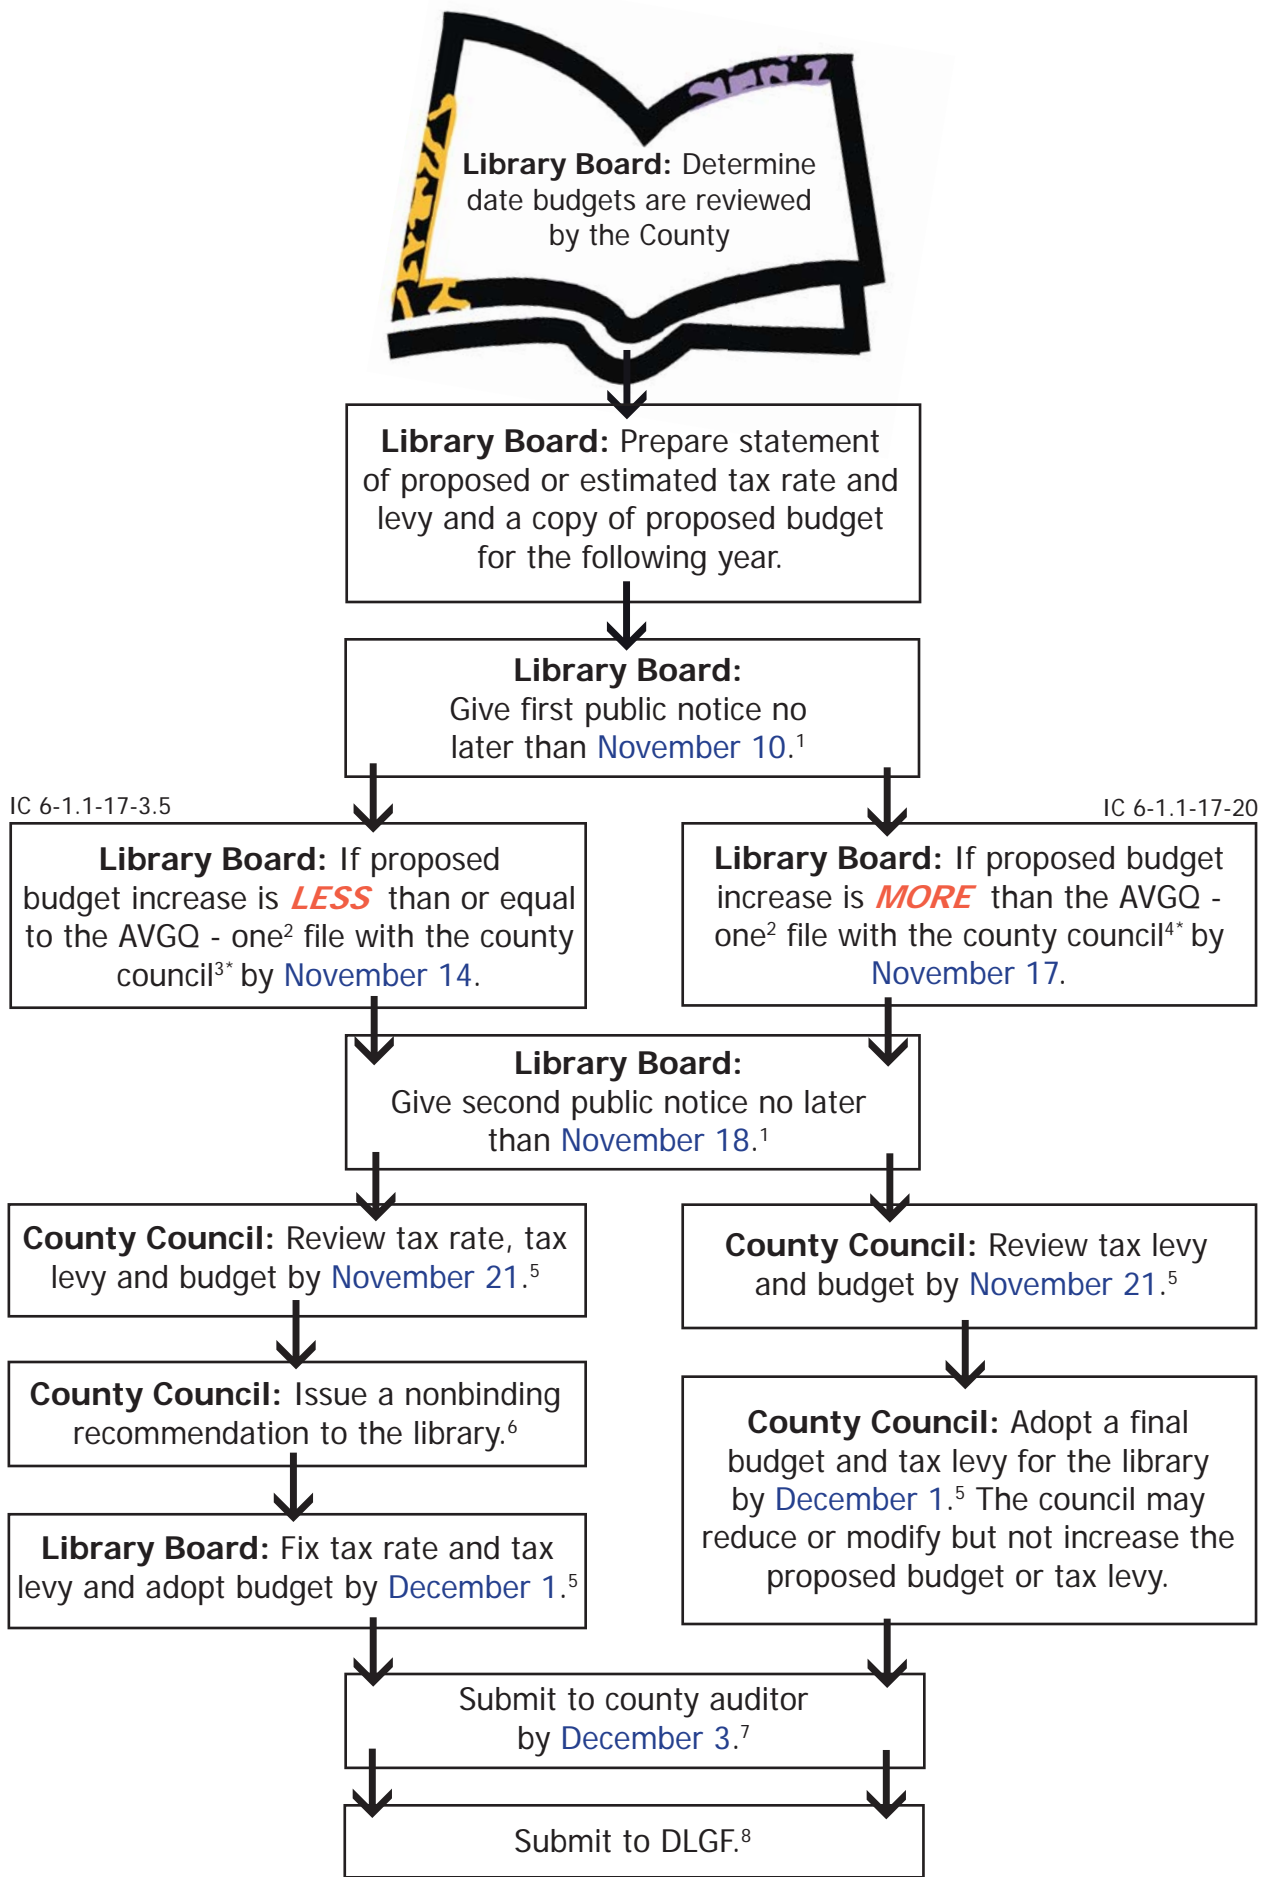 Library Board: Determine
date budgets are reviewed
by the County
Library Board: Prepare statement
of proposed or estimated tax rate and
levy and a copy of proposed budget
for the following year.
Library Board:
Give first public notice no
later than November 10.¹
IC 6-1.1-17-3.5
Library Board: If proposed
budget increase is LESS than or equal
to the AVGQ - one² file with the county
council³* by November 14.
IC 6-1.1-17-20
Library Board: If proposed budget
increase is MORE than the AVGQ -
one² file with the county council⁴* by
November 17.
Library Board:
Give second public notice no later
than November 18.¹
County Council: Review tax rate, tax
levy and budget by November 21.⁵
County Council: Issue a nonbinding
recommendation to the library.⁶
Library Board: Fix tax rate and tax
levy and adopt budget by December 1.⁵
County Council: Review tax levy
and budget by November 21.⁵
County Council: Adopt a final
budget and tax levy for the library
by December 1.⁵ The council may
reduce or modify but not increase the
proposed budget or tax levy.
Submit to county auditor
by December 3.⁷
Submit to DLGF.⁸